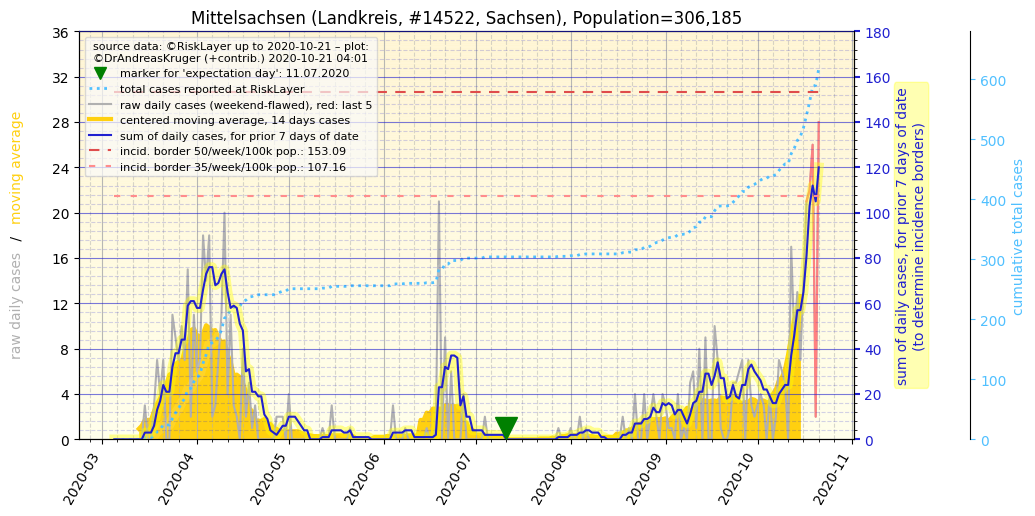 Mittelsachsen (Landkreis, #14522, Sachsen), Population=306,185
source data: ©RiskLayer up to 2020-10-21 – plot:
©DrAndreasKruger (+contrib.) 2020-10-21 04:01
marker for 'expectation day': 11.07.2020
total cases reported at RiskLayer
raw daily cases (weekend-flawed), red: last 5
centered moving average, 14 days cases
sum of daily cases, for prior 7 days of date
incid. border 50/week/100k pop.: 153.09
incid. border 35/week/100k pop.: 107.16
raw daily cases / moving average
36
32
28
24
20
16
12
8
4
0
180
160
140
120
100
80
60
40
20
0
sum of daily cases, for prior 7 days of date
(to determine incidence borders)
600
500
400
300
200
100
0
cumulative total cases
2020-03
2020-04
2020-05
2020-06
2020-07
2020-08
2020-09
2020-10
2020-11